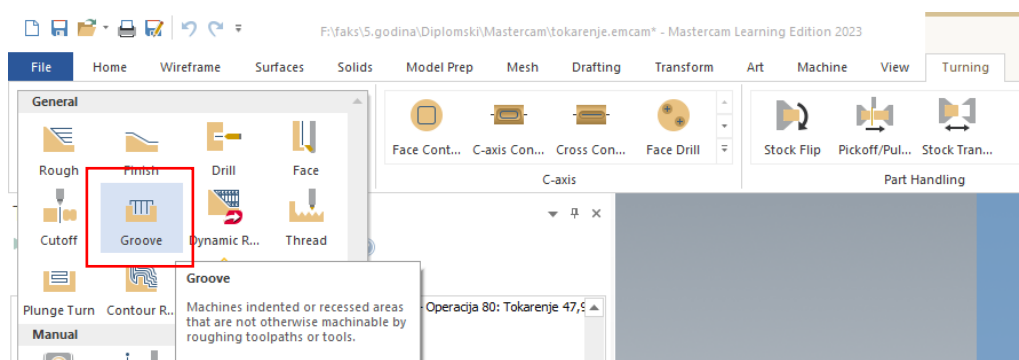 F:\faks\5.godina\Diplomski\Mastercam\tokarenje.emcam* - Mastercam Learning Edition 2023
File Home Wireframe Surfaces Solids Model Prep Mesh Drafting Transform Art Machine View Turning
General
Rough Finish Drill Face
Face Cont... C-axis Con... Cross Con... Face Drill
Stock Flip Pickoff/Pul... Stock Tran...
C-axis
Part Handling
Cutoff Groove Dynamic R... Thread
Groove
Plunge Turn Contour R...
Machines indented or recessed areas
that are not otherwise machinable by
roughing toolpaths or tools.
- Operacija 80: Tokarenje 47,9
Manual